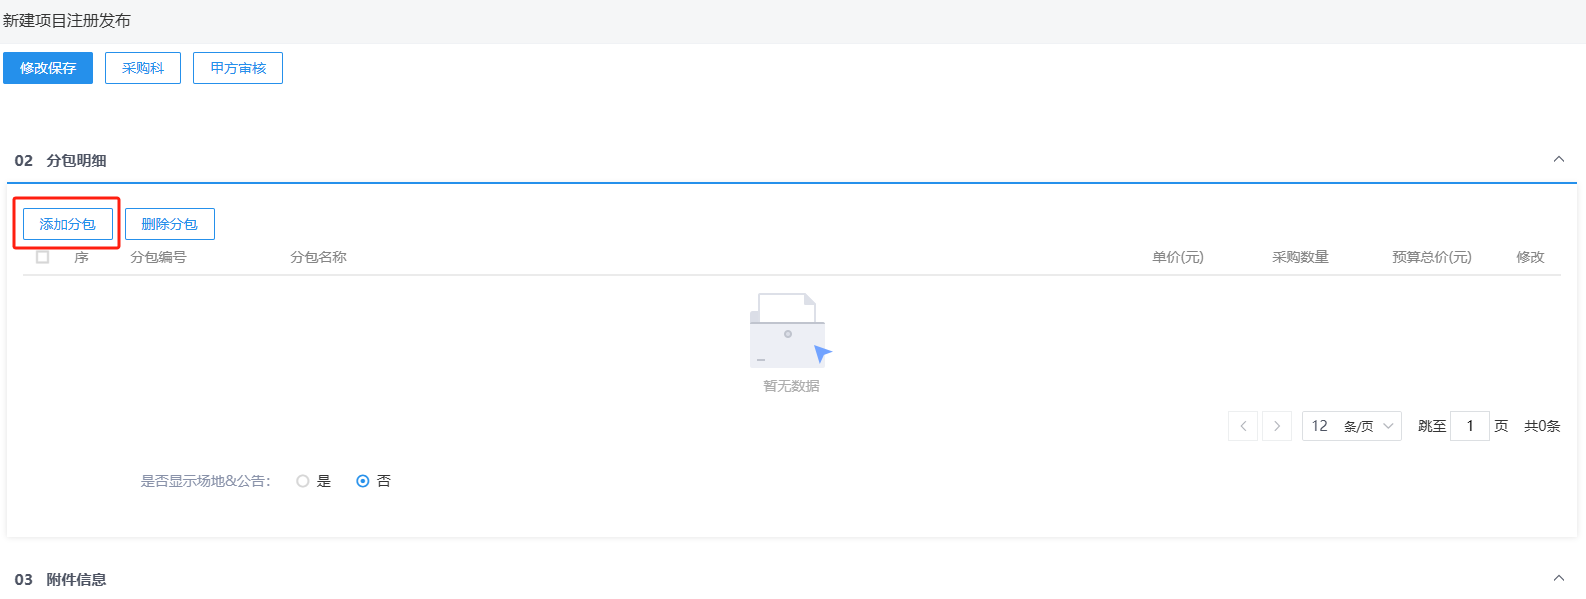 新建项目注册发布
修改保存 采购科 甲方审核
02 分包明细
添加分包 删除分包
序 分包编号 分包名称 单价(元) 采购数量 预算总价(元) 修改
暂无数据
12 条/页 跳至 1 页 共0条
是否显示场地&公告： 是 否
03 附件信息